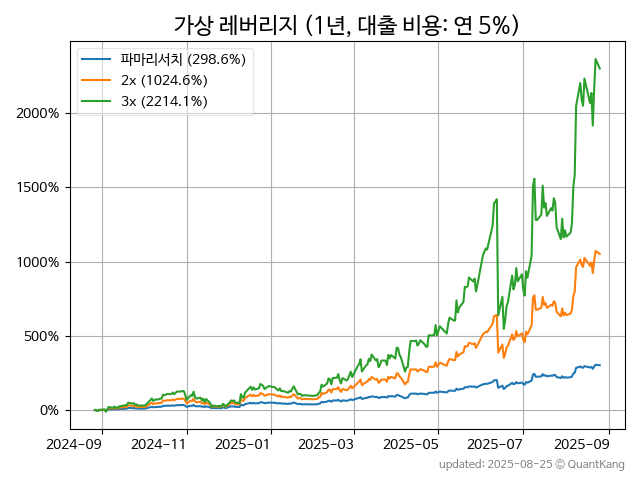 가상 레버리지 (1년, 대출 비용: 연 5%)
파마리서치 (298.6%)
2x (1024.6%)
3x (2214.1%)
2000%
1500%
1000%
500%
0%
2024-09 2024-11 2025-01 2025-03 2025-05 2025-07 2025-09
updated: 2025-08-25 © QuantKang